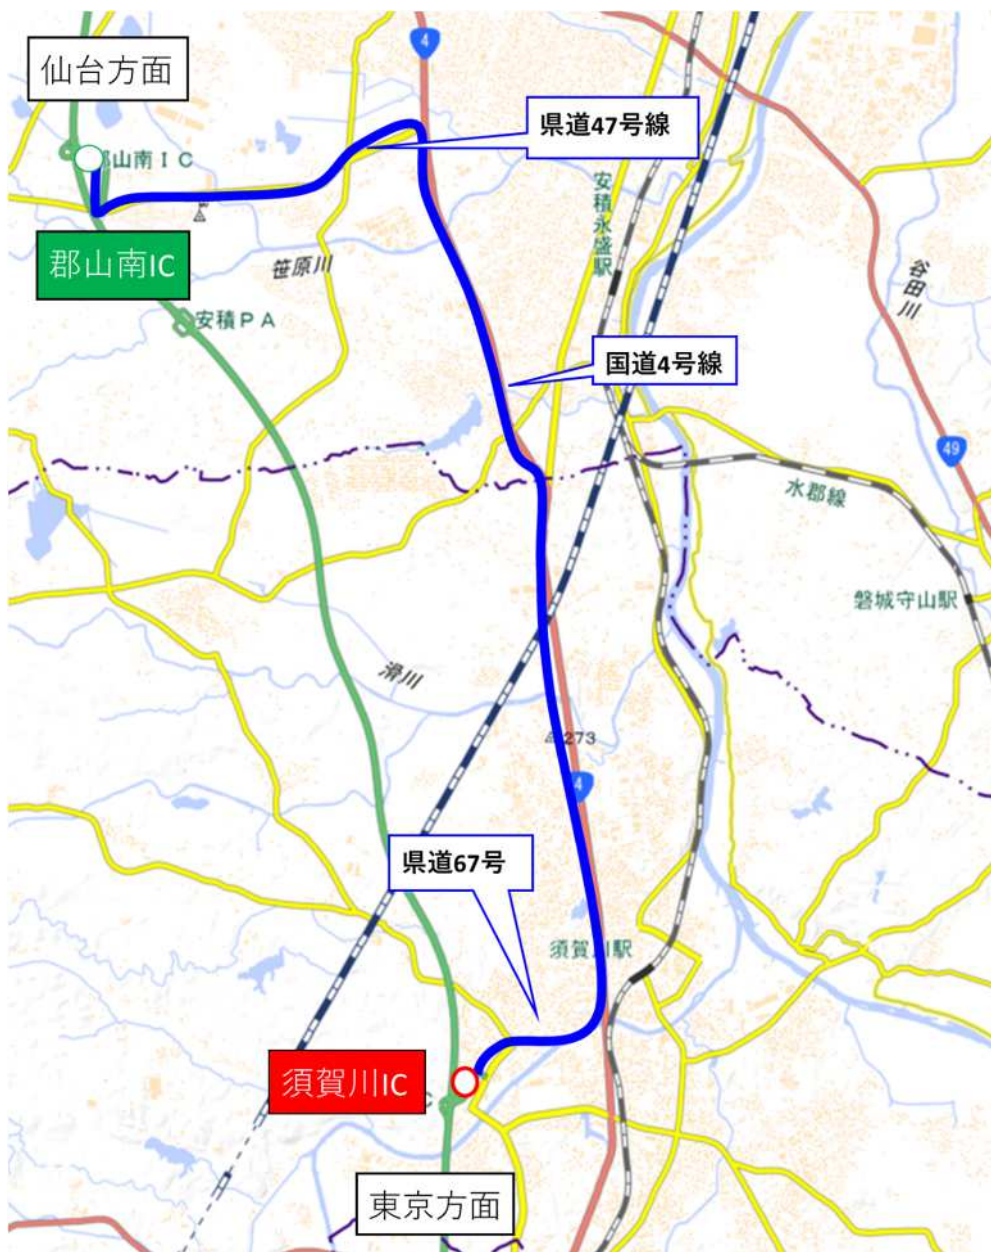 4
仙台方面
県道47号線
郡山南IC
安積永盛駅
郡山南IC
笹原川
谷田川
安積PA
国道4号線
49
水郡線
磐城守山駅
滑川
273
4
県道67号
須賀川駅
須賀川IC
C
東京方面